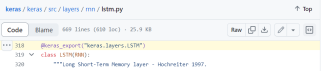 keras / keras / src / layers / rnn / lstm.py
Top
Code
Blame
669 lines (610 loc) · 25.9 KB
Raw
318
@keras_export("keras.layers.LSTM")
319
class LSTM(RNN):
320
"""Long Short-Term Memory layer - Hochreiter 1997.